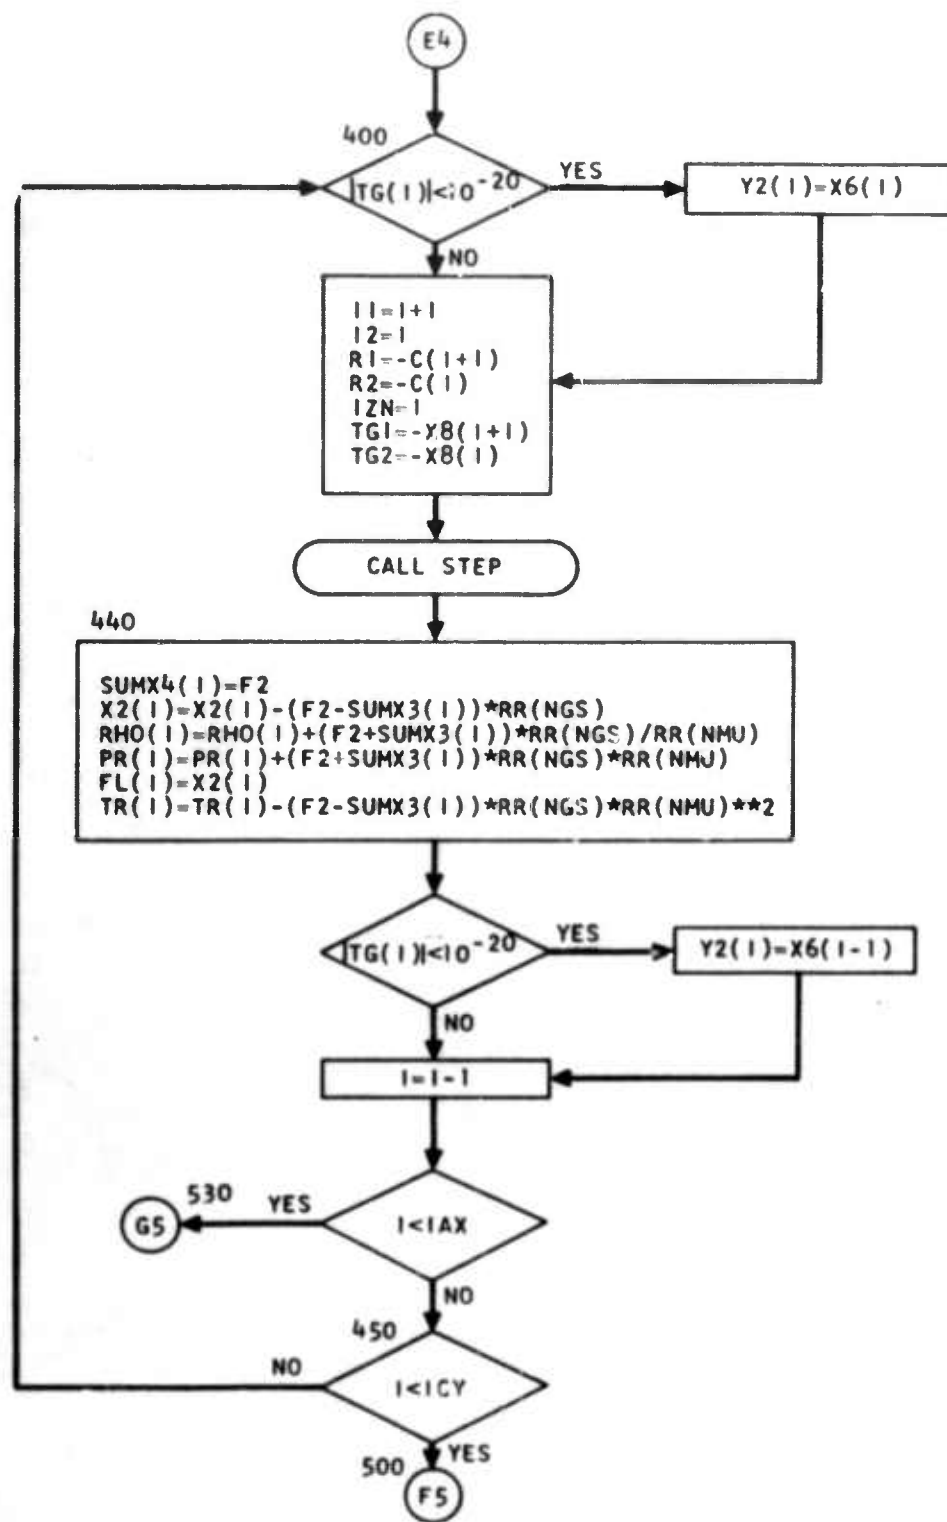 E4
400
|TG(I)|<10-20
YES
Y2(I)=X6(I)
NO
I1=I+1
I2=I
R1=-C(I+1)
R2=-C(I)
IZN=1
TG1=-X8(I+1)
TG2=-X8(I)
CALL STEP
440
SUMX4(I)=F2
X2(I)=X2(I)-(F2-SUMX3(I))*RR(NGS)
RHO(I)=RHO(I)+(F2+SUMX3(I))*RR(NGS)/RR(NMU)
PR(I)=PR(I)+(F2+SUMX3(I))*RR(NGS)*RR(NMU)
FL(I)=X2(I)
TR(I)=TR(I)-(F2-SUMX3(I))*RR(NGS)*RR(NMU)**2
|TG(I)|<10-20
YES
Y2(I)=X6(I-1)
NO
I=I-1
530
YES
G5
I<IAX
NO
450
NO
I<ICY
YES
500
F5